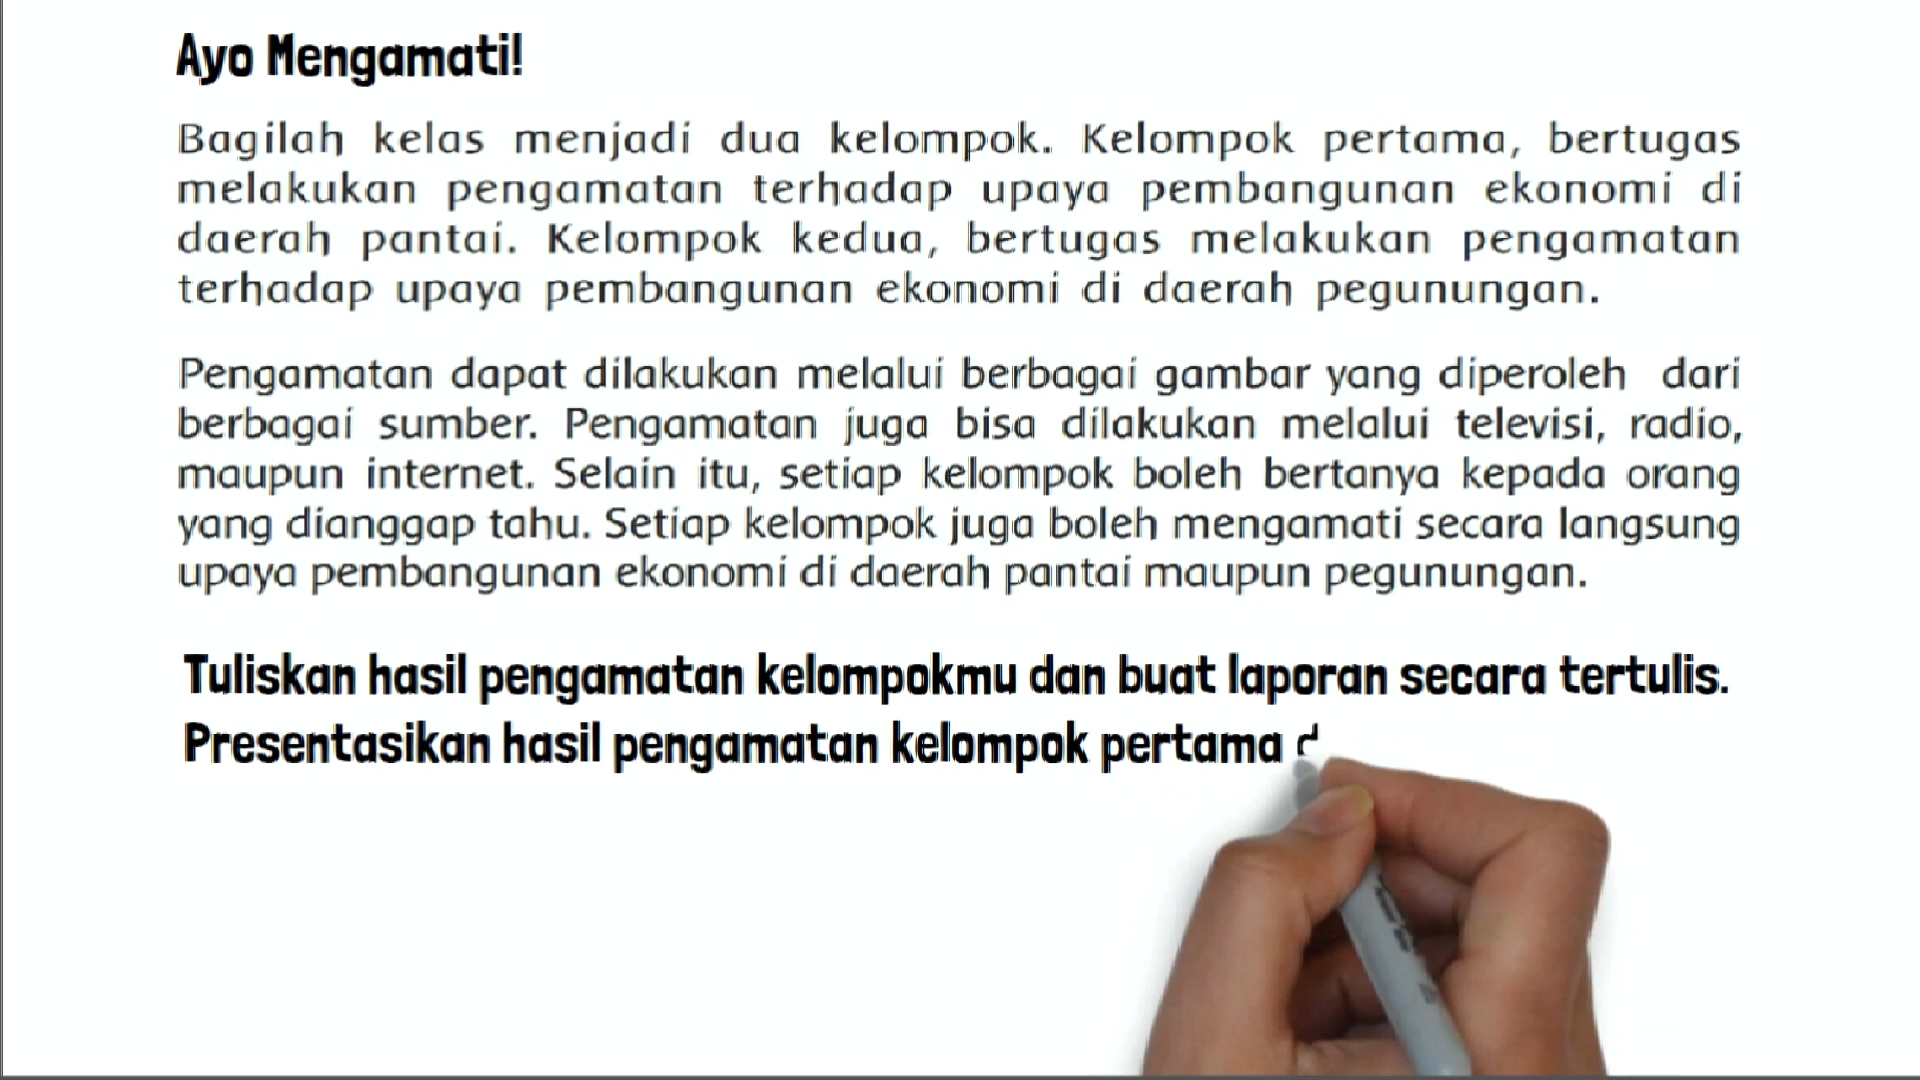 Ayo Mengamati!
Bagilah kelas menjadi dua kelompok. Kelompok pertama, bertugas
melakukan pengamatan terhadap upaya pembangunan ekonomi di
daerah pantai. Kelompok kedua, bertugas melakukan pengamatan
terhadap upaya pembangunan ekonomi di daerah pegunungan.
Pengamatan dapat dilakukan melalui berbagai gambar yang diperoleh dari
berbagai sumber. Pengamatan juga bisa dilakukan melalui televisi, radio,
maupun internet. Selain itu, setiap kelompok boleh bertanya kepada orang
yang dianggap tahu. Setiap kelompok juga boleh mengamati secara langsung
upaya pembangunan ekonomi di daerah pantai maupun pegunungan.
Tuliskan hasil pengamatan kelompokmu dan buat laporan secara tertulis.
Presentasikan hasil pengamatan kelompok pertama